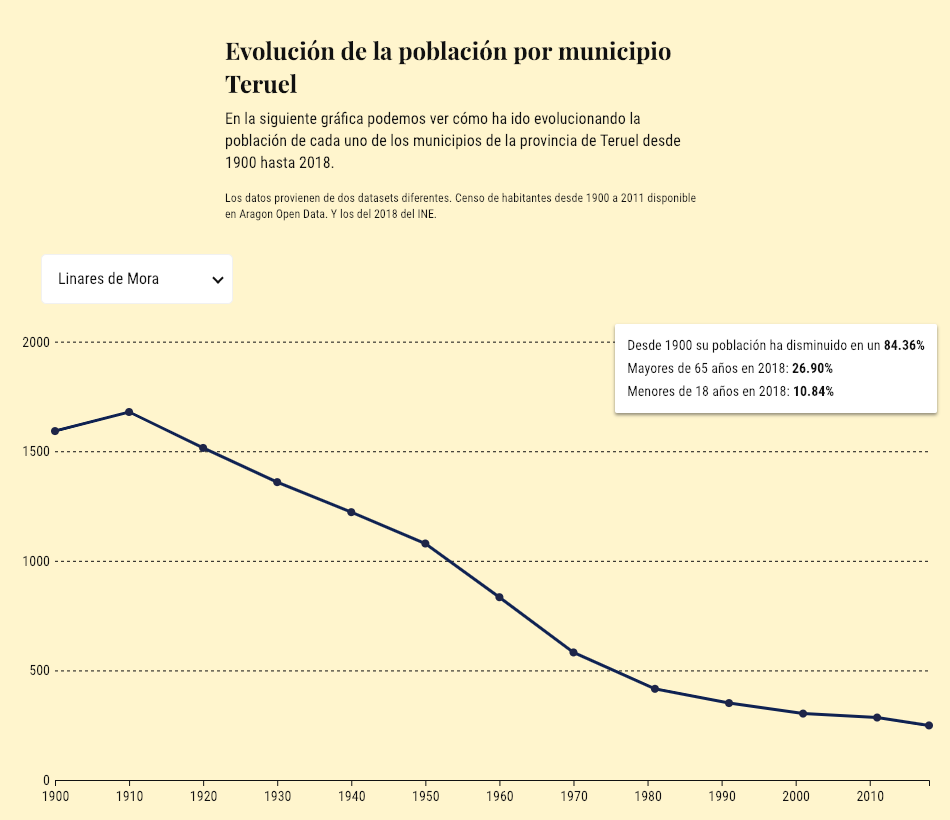 Evolución de la población por municipio
Teruel
En la siguiente gráfica podemos ver cómo ha ido evolucionando la
población de cada uno de los municipios de la provincia de Teruel desde
1900 hasta 2018.
Los datos provienen de dos datasets diferentes. Censo de habitantes desde 1900 a 2011 disponible
en Aragon Open Data. Y los del 2018 del INE.
Linares de Mora
Desde 1900 su población ha disminuido en un 84.36%
Mayores de 65 años en 2018: 26.90%
Menores de 18 años en 2018: 10.84%
2000
1500
1000
500
0
1900 1910 1920 1930 1940 1950 1960 1970 1980 1990 2000 2010